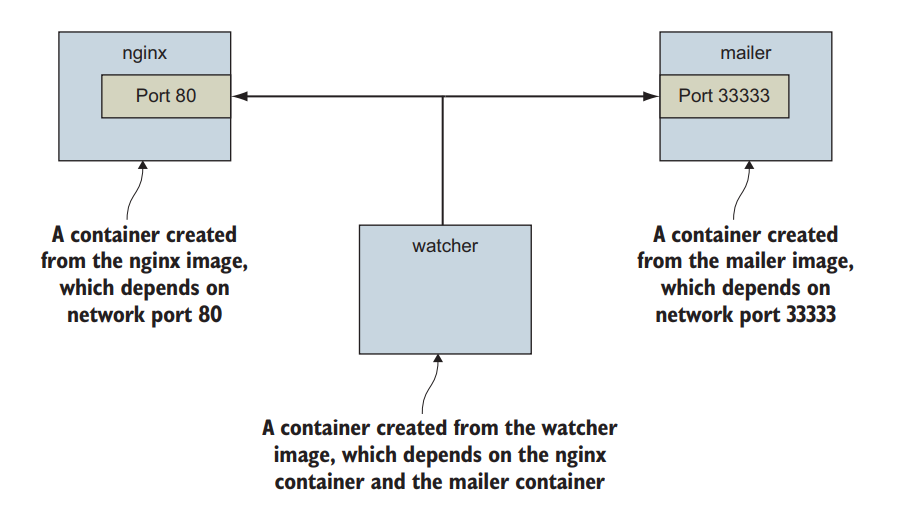 nginx
Port 80
mailer
Port 33333
A container created
from the nginx image,
which depends on
network port 80
watcher
A container created
from the mailer image,
which depends on
network port 33333
A container created from the watcher
image, which depends on the nginx
container and the mailer container